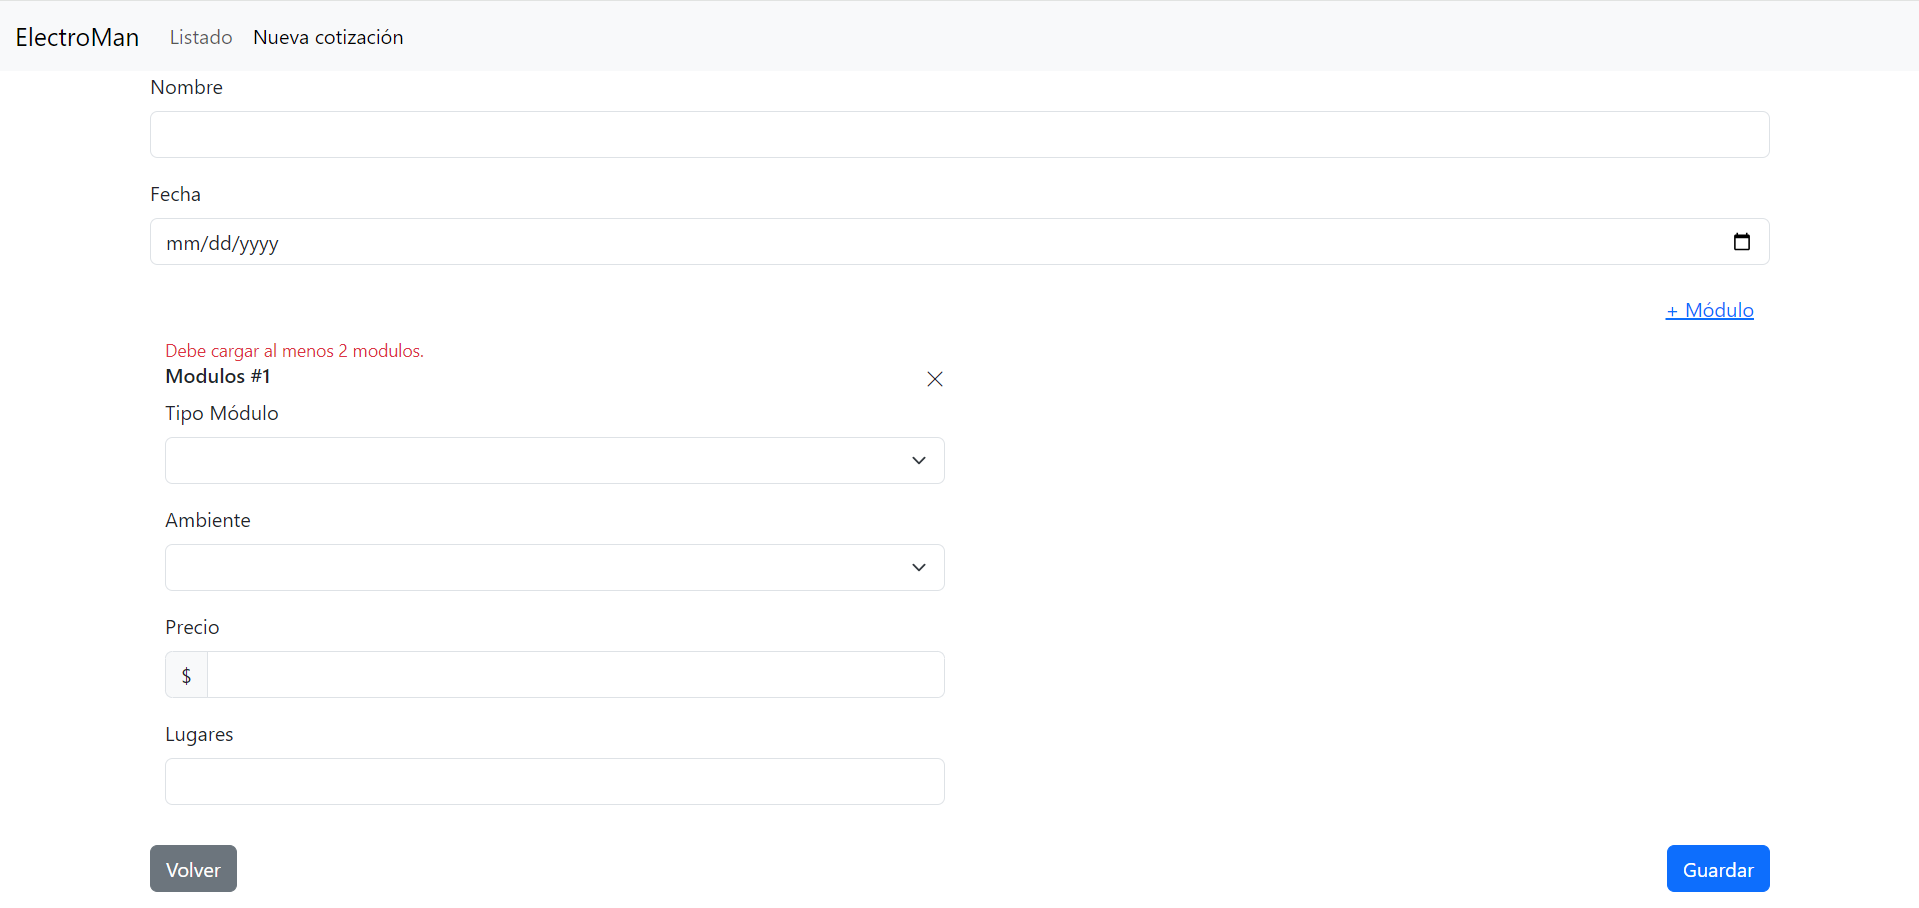 ElectroMan Listado Nueva cotización
Nombre
Fecha
mm/dd/yyyy
+ Módulo
Debe cargar al menos 2 modulos.
Modulos #1
Tipo Módulo
Ambiente
Precio
$
Lugares
Volver Guardar